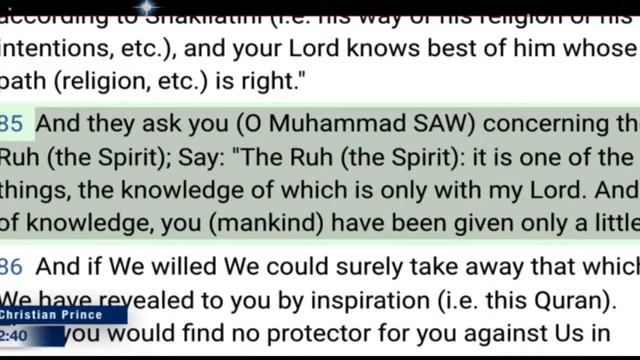 according to Shakilatihi (i.e. his way or his religion or his
intentions, etc.), and your Lord knows best of him whose
path (religion, etc.) is right."
85 And they ask you (O Muhammad SAW) concerning th
Ruh (the Spirit); Say: "The Ruh (the Spirit): it is one of the
things, the knowledge of which is only with my Lord. And
of knowledge, you (mankind) have been given only a little
86 And if We willed We could surely take away that which
We have revealed to you by inspiration (i.e. this Quran).
you would find no protector for you against Us in
Christian Prince
2:40